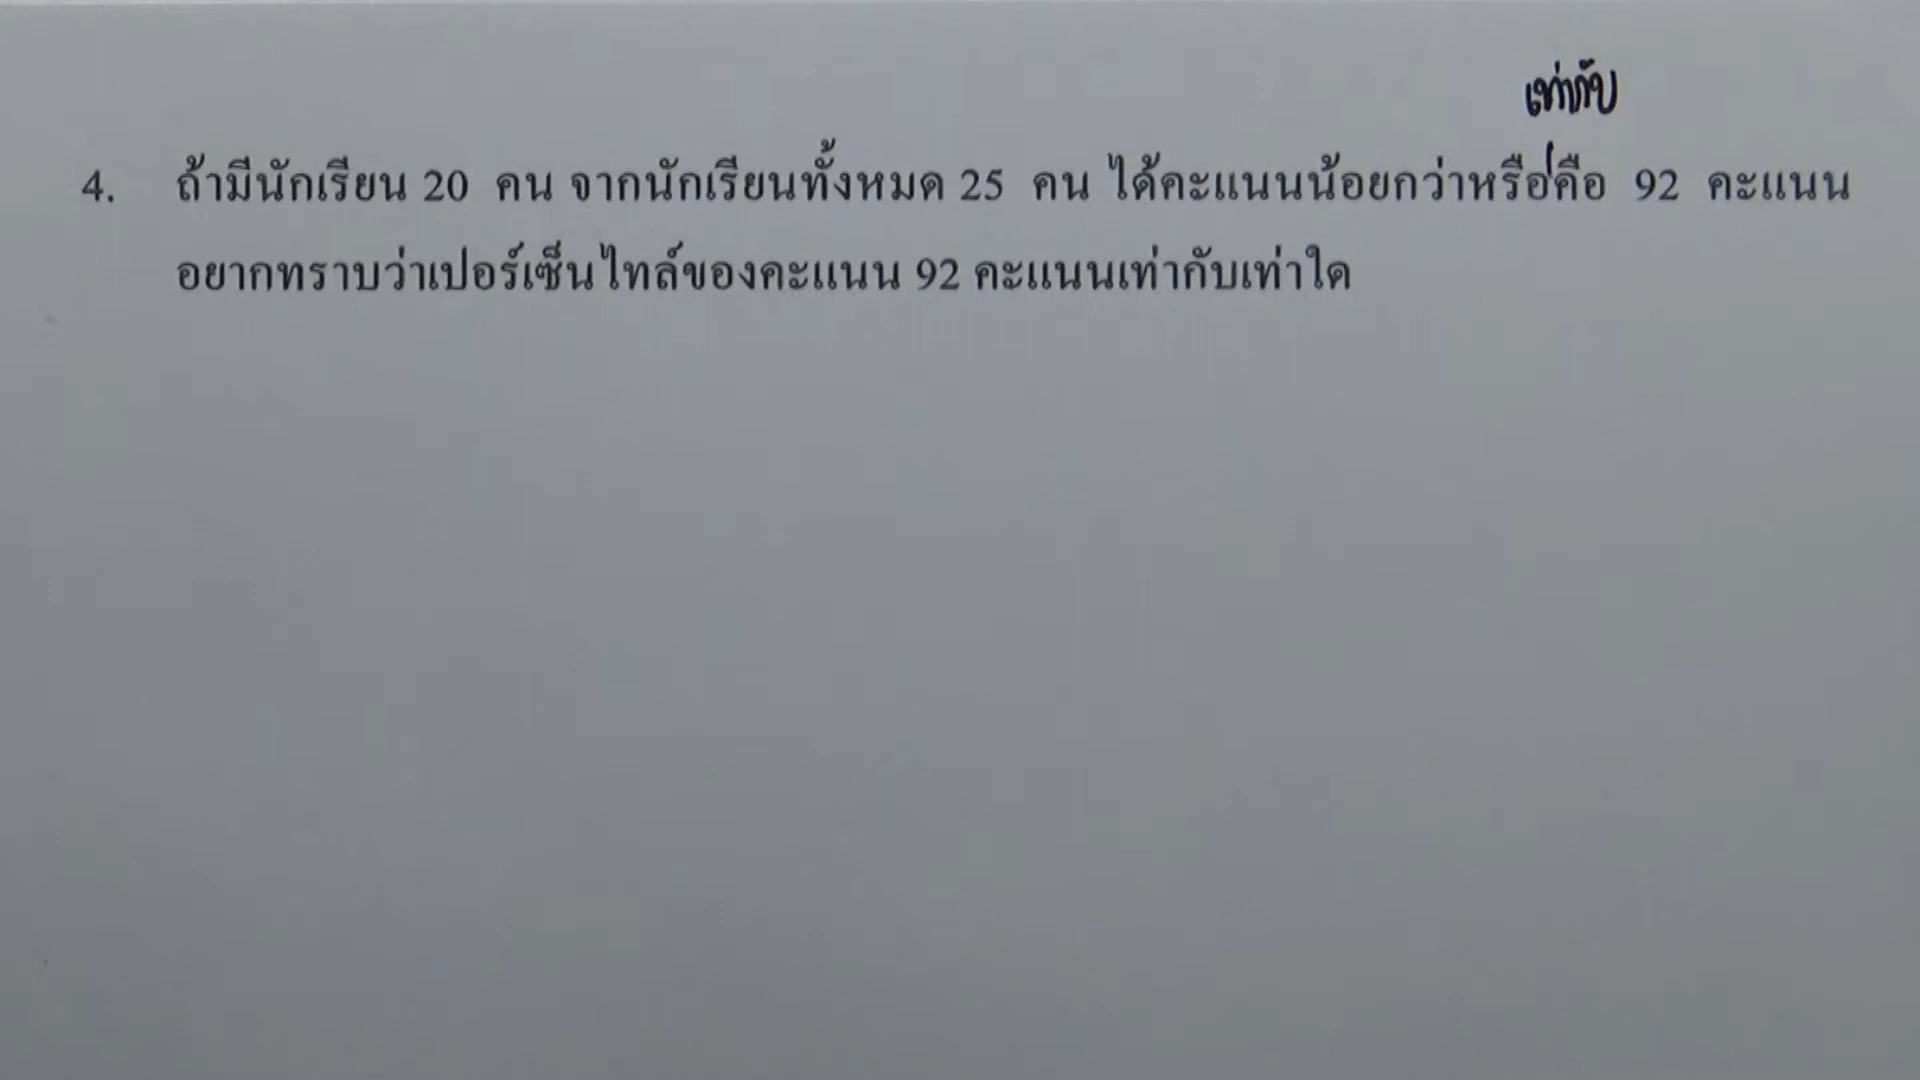 เท่ากับ
4. ถ้ามีนักเรียน 20 คน จากนักเรียนทั้งหมด 25 คน ได้คะแนนน้อยกว่าหรือคือ 92 คะแนน
อยากทราบว่าเปอร์เซ็นไทล์ของคะแนน 92 คะแนนเท่ากับเท่าใด